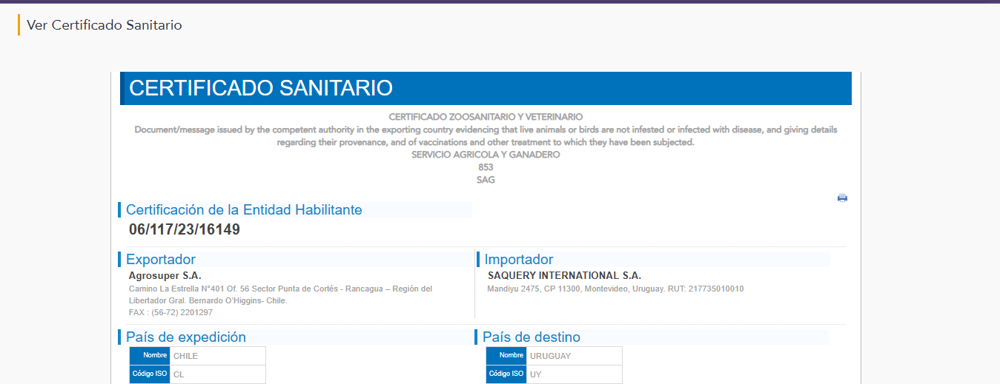 Ver Certificado Sanitario
CERTIFICADO SANITARIO
CERTIFICADO ZOOSANITARIO Y VETERINARIO
Document/message issued by the competent authority in the exporting country evidencing that live animals or birds are not infested or infected with disease, and giving details
regarding their provenance, and of vaccinations and other treatment to which they have been subjected.
SERVICIO AGRICOLA Y GANADERO
853
SAG
Certificación de la Entidad Habilitante
06/117/23/16149
Exportador
Agrosuper S.A.
Camino La Estrella N°401 Of. 56 Sector Punta de Cortés - Rancagua – Región del
Libertador Gral. Bernardo O'Higgins- Chile.
FAX : (56-72) 2201297
Importador
SAQUERY INTERNATIONAL S.A.
Mandiyu 2475, CP 11300, Montevideo, Uruguay. RUT: 217735010010
País de expedición
Nombre CHILE
Código ISO CL
País de destino
Nombre URUGUAY
Código ISO UY